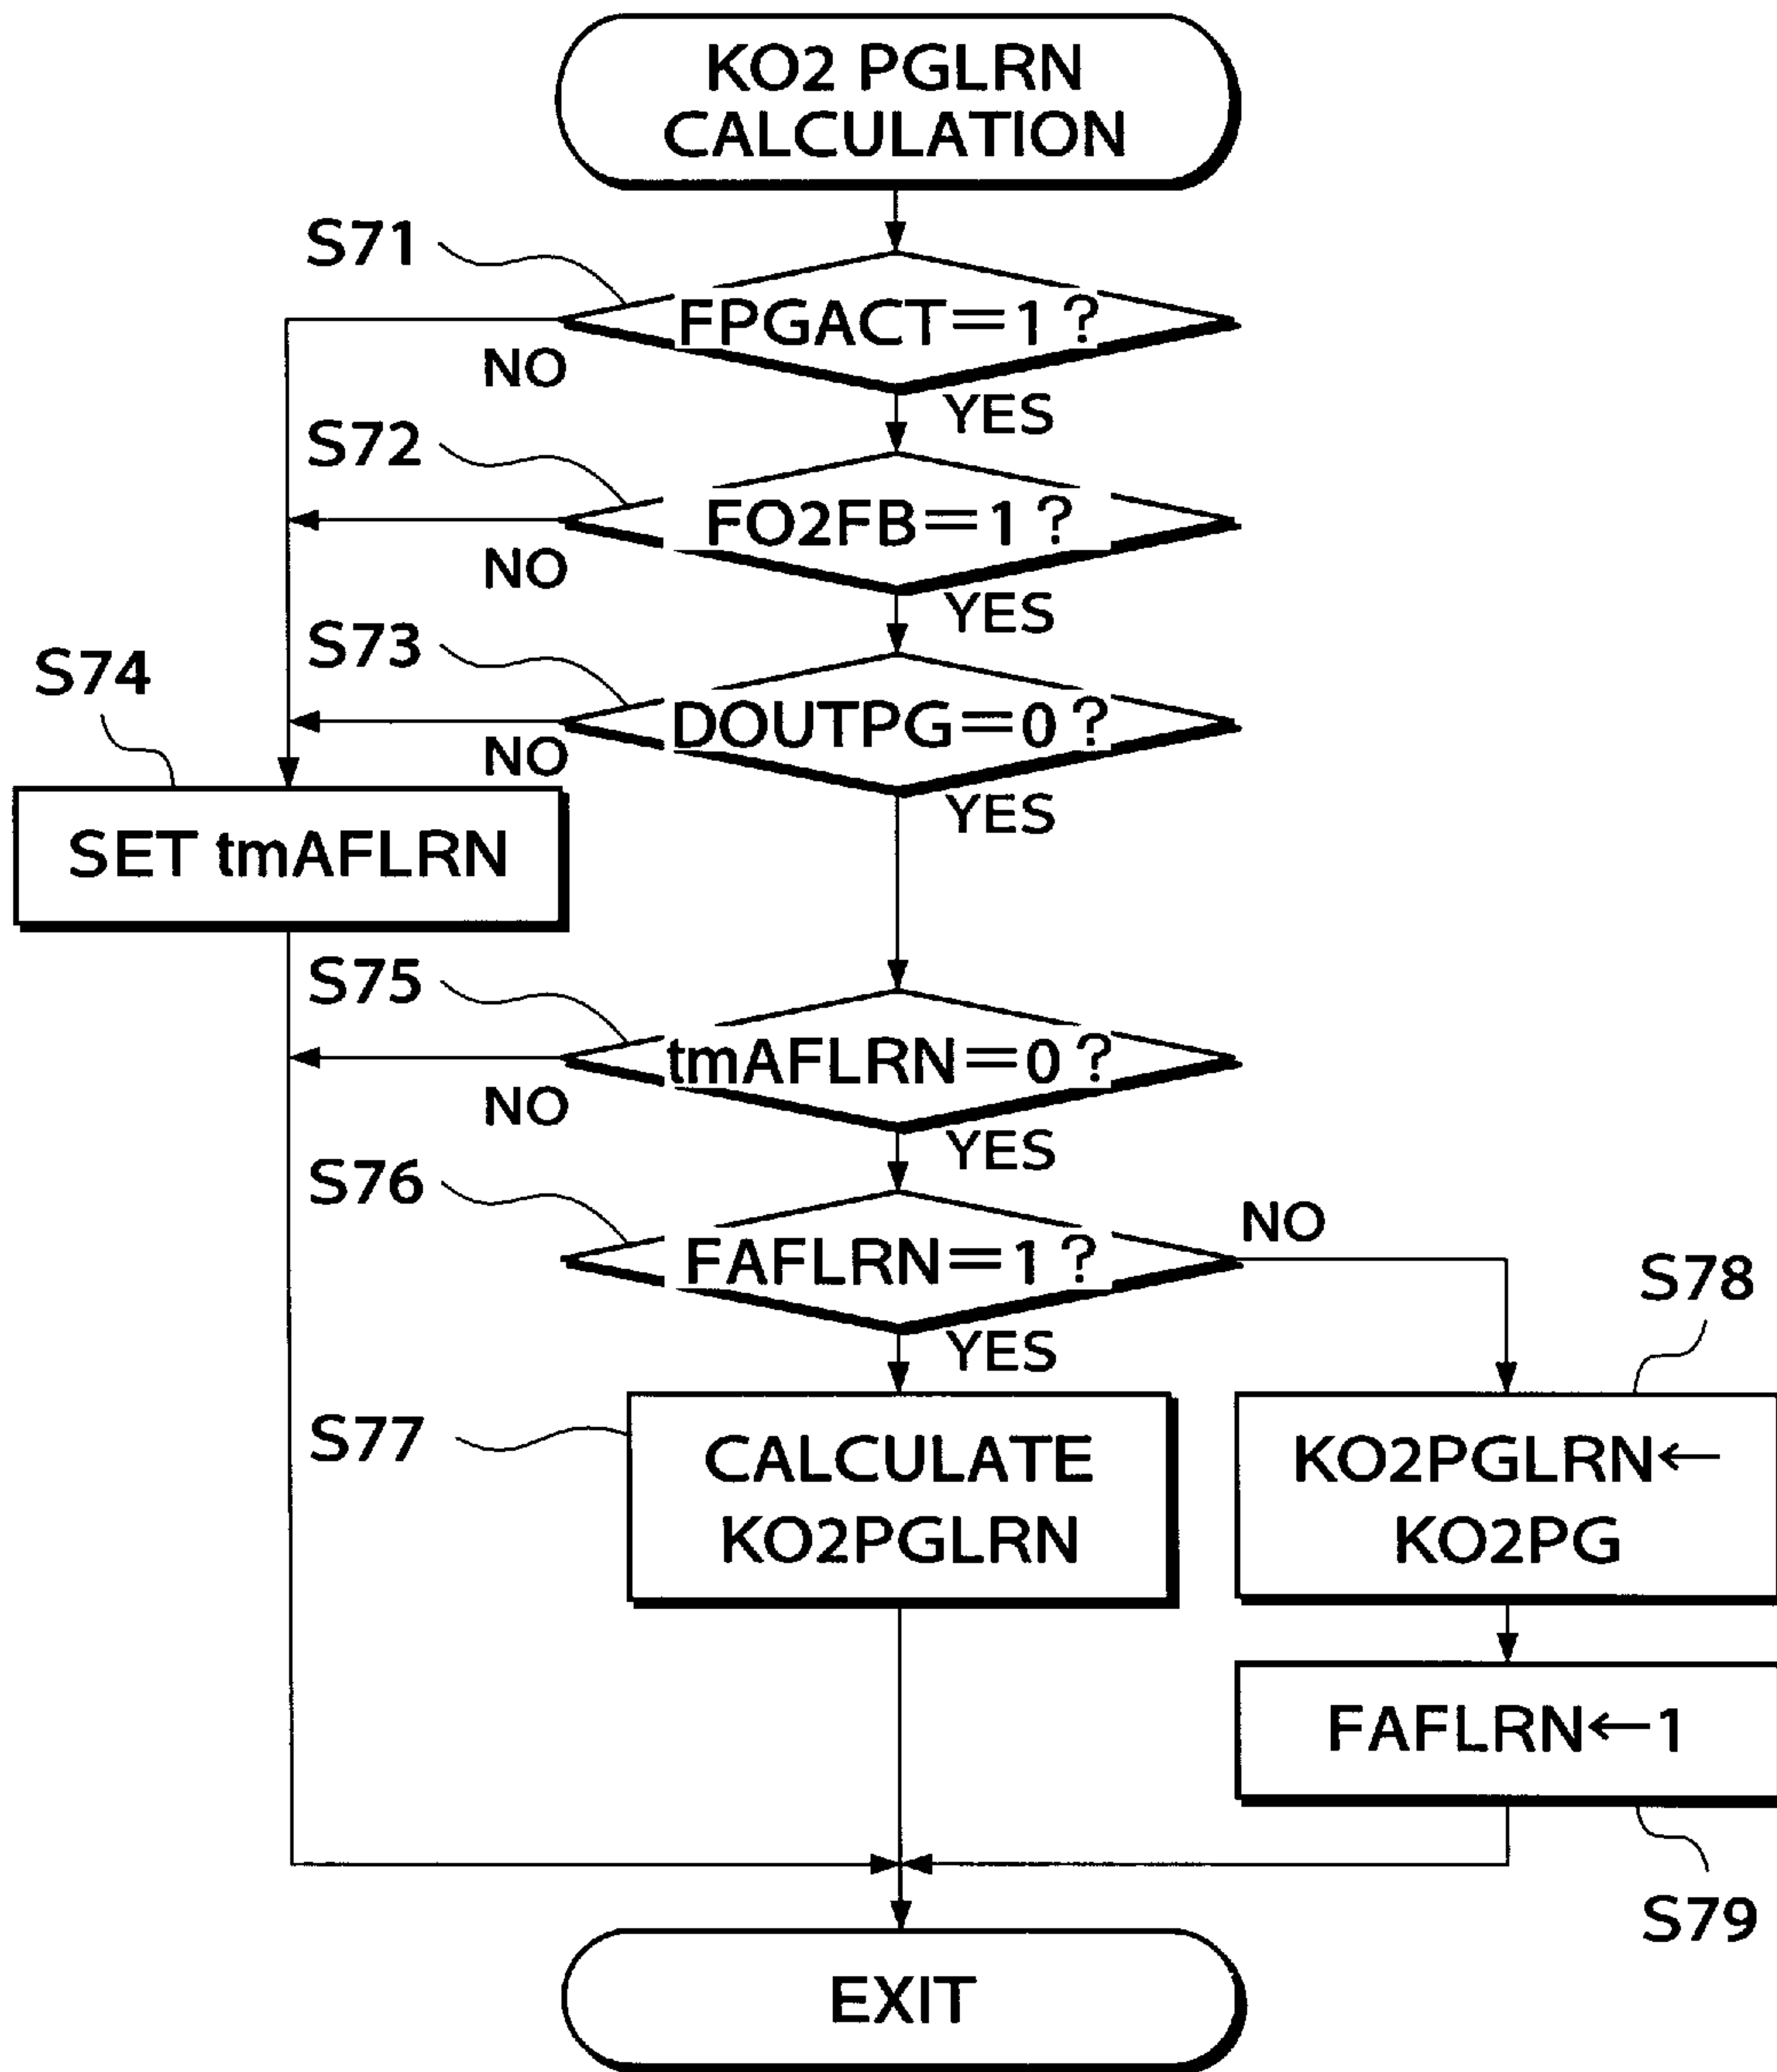 KO2 PGLRN
CALCULATION
S71
FPGACT=1?
NO
YES
S72
FO2FB=1?
NO
YES
S73
S74
DOUTPG=0?
NO
YES
SET tmAFLRN
S75
tmAFLRN=0?
NO
YES
S76
FAFLRN=1?
NO
YES
S78
S77
CALCULATE
KO2PGLRN
KO2PGLRN←
KO2PG
FAFLRN←1
S79
EXIT